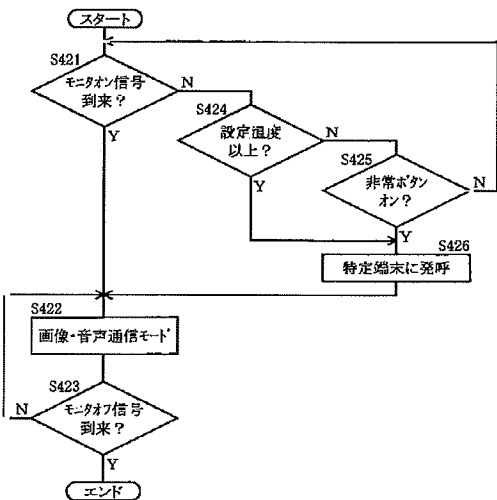 スタート
S421
モニタオン信号
到来？
N
Y
S424
設定温度
以上？
N
Y
S425
非常ボタン
オン？
N
Y
S426
特定端末に発呼
S422
画像・音声通信モード
S423
モニタオフ信号
到来？
N
Y
エンド